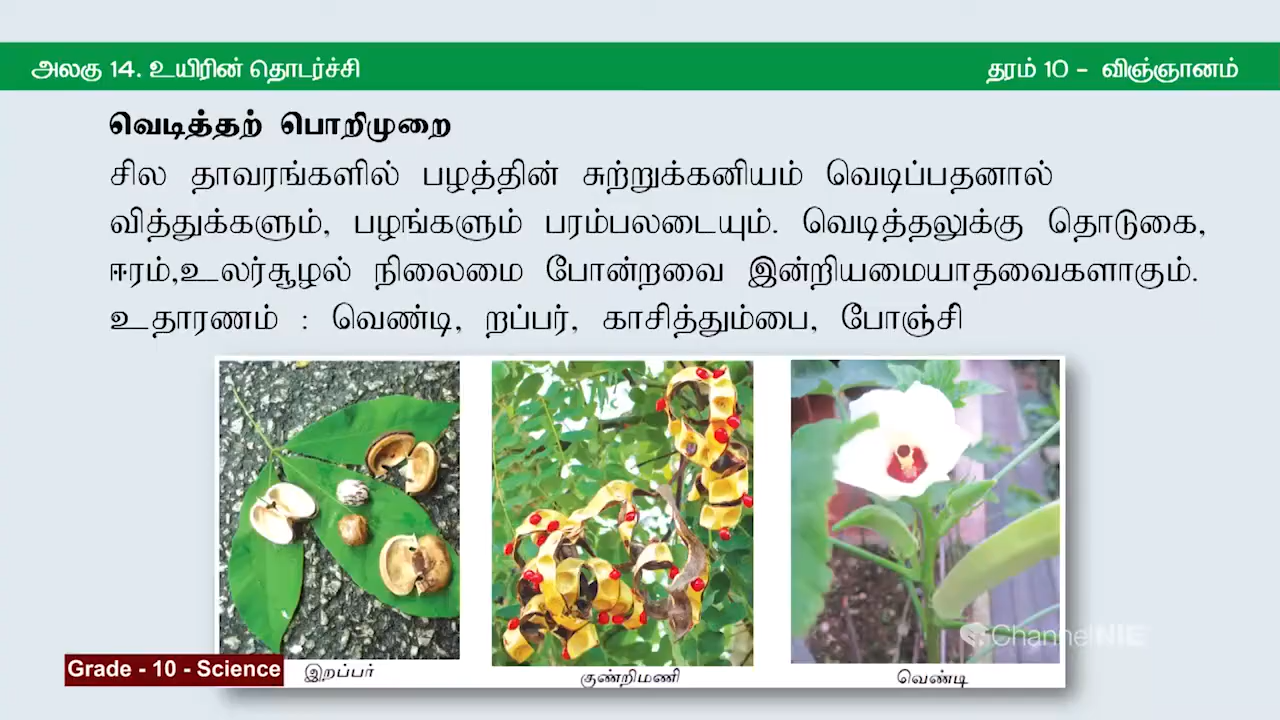 அலகு 14. உயிரின் தொடர்ச்சி
தரம் 10 - விஞ்ஞானம்
வெடித்தற் பொறிமுறை
சில தாவரங்களில் பழத்தின் சுற்றுக்கனியம் வெடிப்பதனால்
வித்துக்களும், பழங்களும் பரம்பலடையும். வெடித்தலுக்கு தொடுகை,
ஈரம்,உலர்சூழல் நிலைமை போன்றவை இன்றியமையாதவைகளாகும்.
உதாரணம் : வெண்டி, றப்பர், காசித்தும்பை, போஞ்சி
ChannelNIE
Grade - 10 - Science
இறப்பர்
குண்றிமணி
வெண்டி